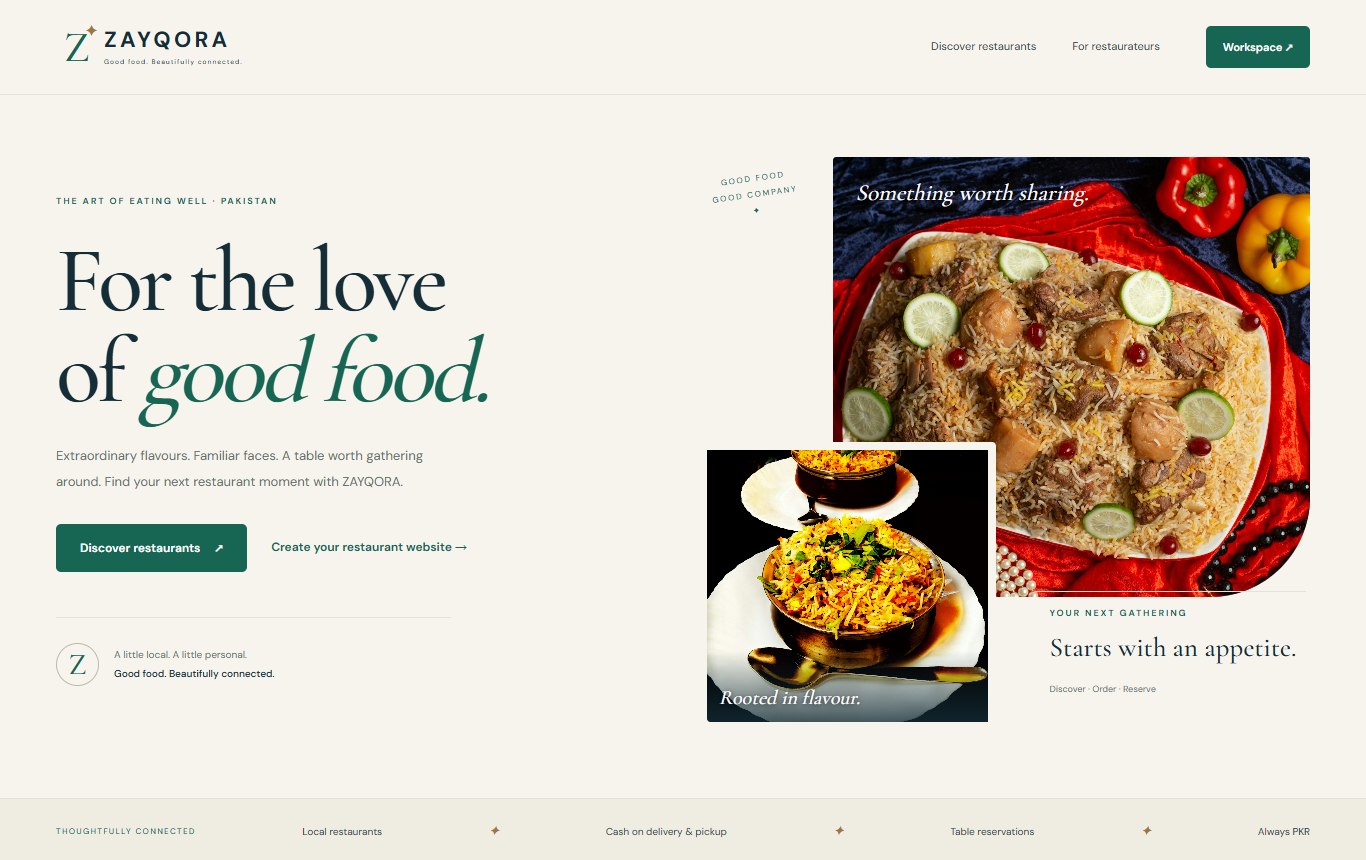 Z ZAYQORA
Good food. Beautifully connected.
Discover restaurants
For restaurateurs
Workspace ↗
THE ART OF EATING WELL · PAKISTAN
For the love
of good food.
Extraordinary flavours. Familiar faces. A table worth gathering
around. Find your next restaurant moment with ZAYQORA.
Discover restaurants ↗
Create your restaurant website →
Z
A little local. A little personal.
Good food. Beautifully connected.
GOOD FOOD
GOOD COMPANY
Something worth sharing.
Rooted in flavour.
YOUR NEXT GATHERING
Starts with an appetite.
Discover · Order · Reserve
THOUGHTFULLY CONNECTED
Local restaurants
Cash on delivery & pickup
Table reservations
Always PKR